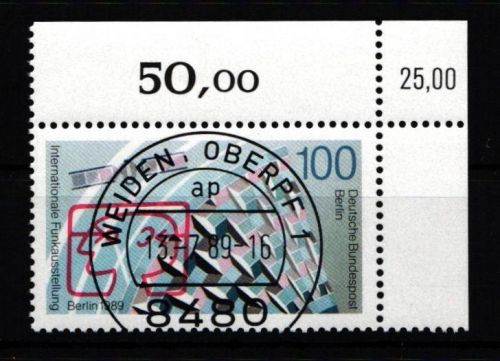 50,00
25,00
100
Deutsche Bundespost
Berlin
Internationale Funkausstellung
Berlin 1989
WEIDEN, OBERPF 1
ap
13.-7.89-16
8480